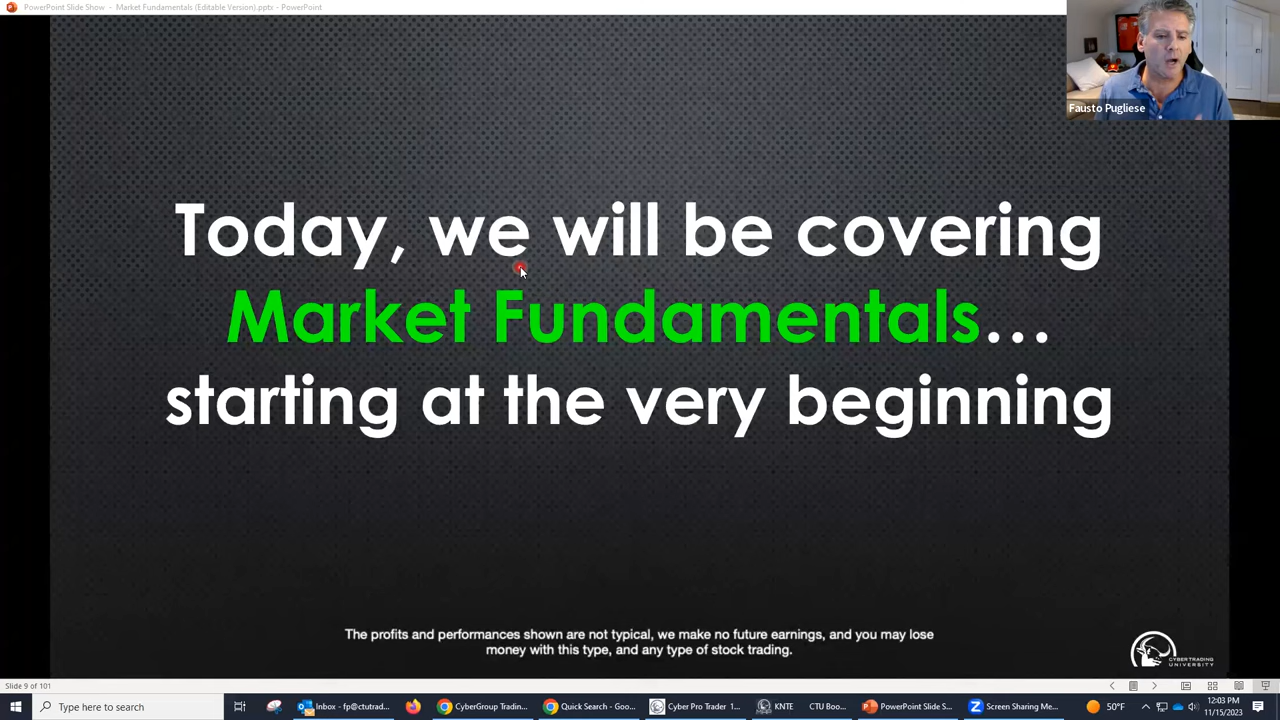 PowerPoint Slide Show - Market Fundamentals (Editable Version).pptx - PowerPoint
Fausto Pugliese
Today, we will be covering
Market Fundamentals...
starting at the very beginning
The profits and performances shown are not typical, we make no future earnings, and you may lose
money with this type, and any type of stock trading.
CYBERTRADING
UNIVERSITY
Slide 9 of 101
Type here to search
Inbox - fp@ctutrad...
CyberGroup Tradin...
Quick Search - Goo...
Cyber Pro Trader 1...
KNTE
CTU Boo...
PowerPoint Slide S...
Screen Sharing Me...
50°F
12:03 PM
11/15/2023